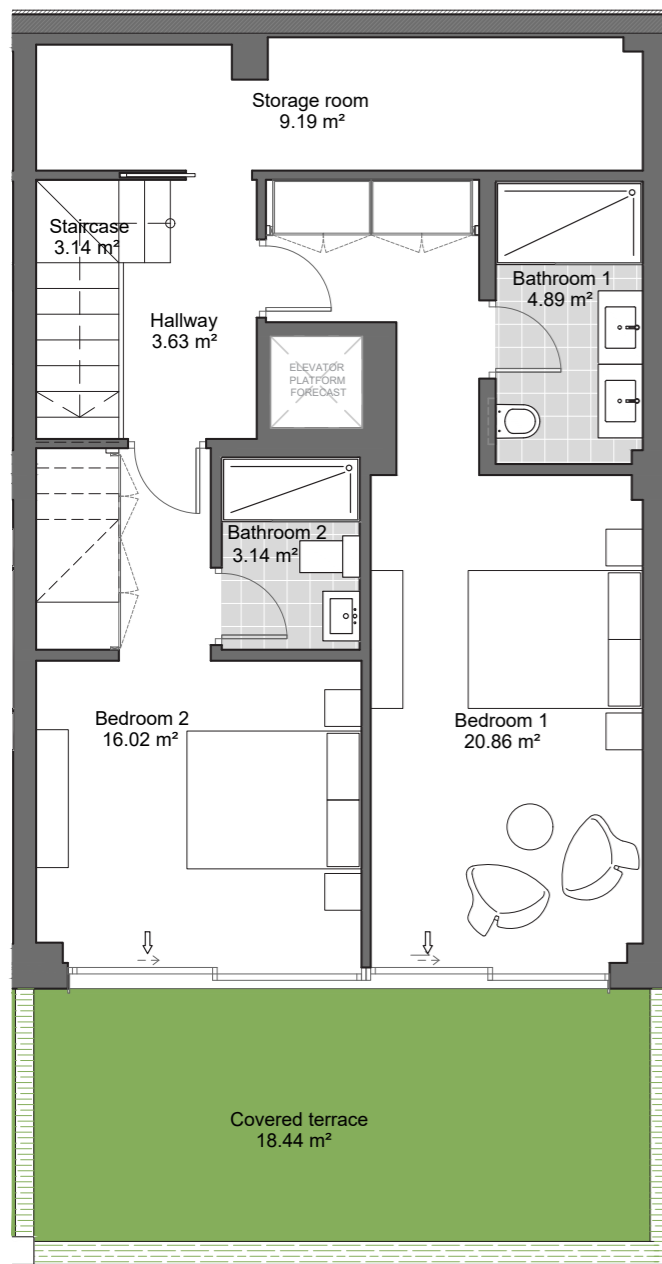 Storage room
9.19 m²
Staircase
3.14 m²
Hallway
3.63 m²
Bathroom 1
4.89 m²
ELEVATOR
PLATFORM
FORECAST
Bathroom 2
3.14 m²
Bedroom 2
16.02 m²
Bedroom 1
20.86 m²
Covered terrace
18.44 m²